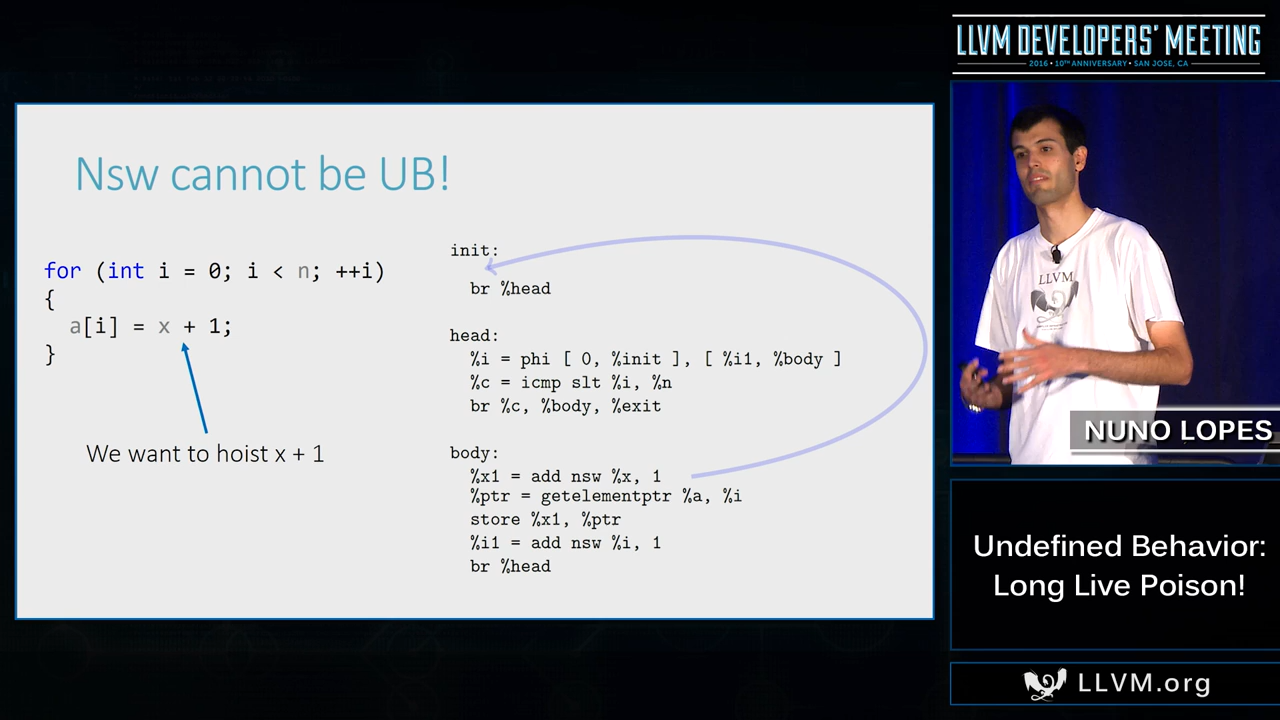 LLVM DEVELOPERS' MEETING
2016 • 10TH ANNIVERSARY • SAN JOSE, CA
Nsw cannot be UB!
for (int i = 0; i < n; ++i)
{
a[i] = x + 1;
}
We want to hoist x + 1
init:
br %head
head:
%i = phi [ 0, %init ], [ %i1, %body ]
%c = icmp slt %i, %n
br %c, %body, %exit
body:
%x1 = add nsw %x, 1
%ptr = getelementptr %a, %i
store %x1, %ptr
%i1 = add nsw %i, 1
br %head
LLVM
NUNO LOPES
Undefined Behavior:
Long Live Poison!
LLVM.org